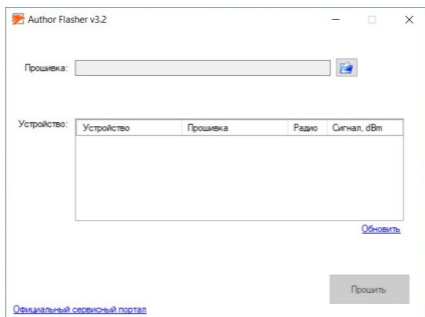 Author Flasher v3.2
Прошивка:
Устройство:
Устройство Прошивка Радио Сигнал, dBm
Обновить
Прошить
Официальный сервисный портал